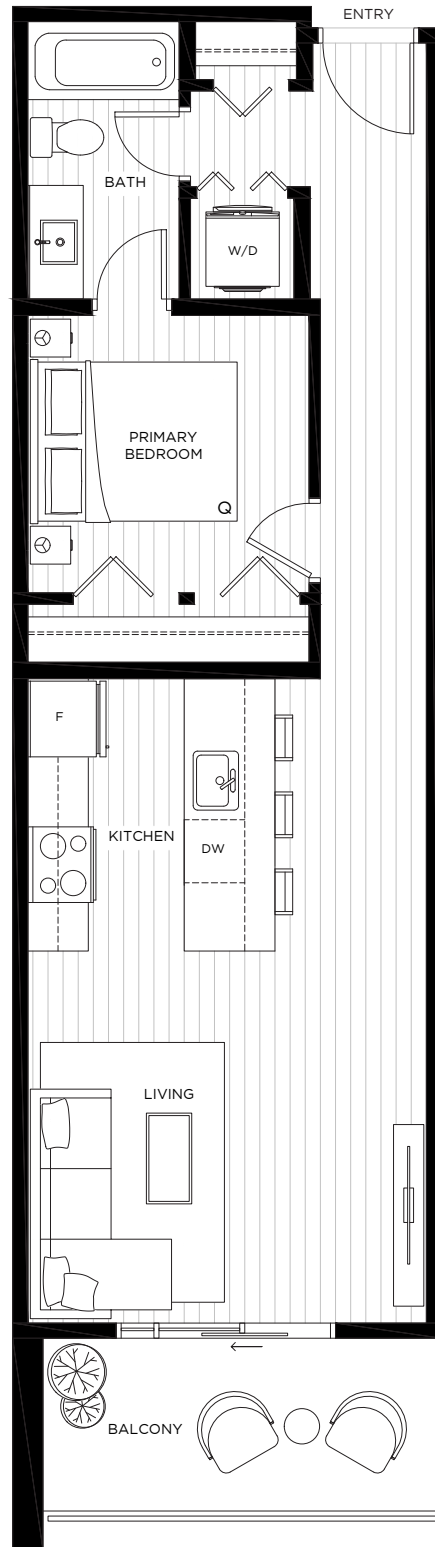 ENTRY
BATH
W/D
PRIMARY
BEDROOM
Q
F
KITCHEN
DW
LIVING
BALCONY